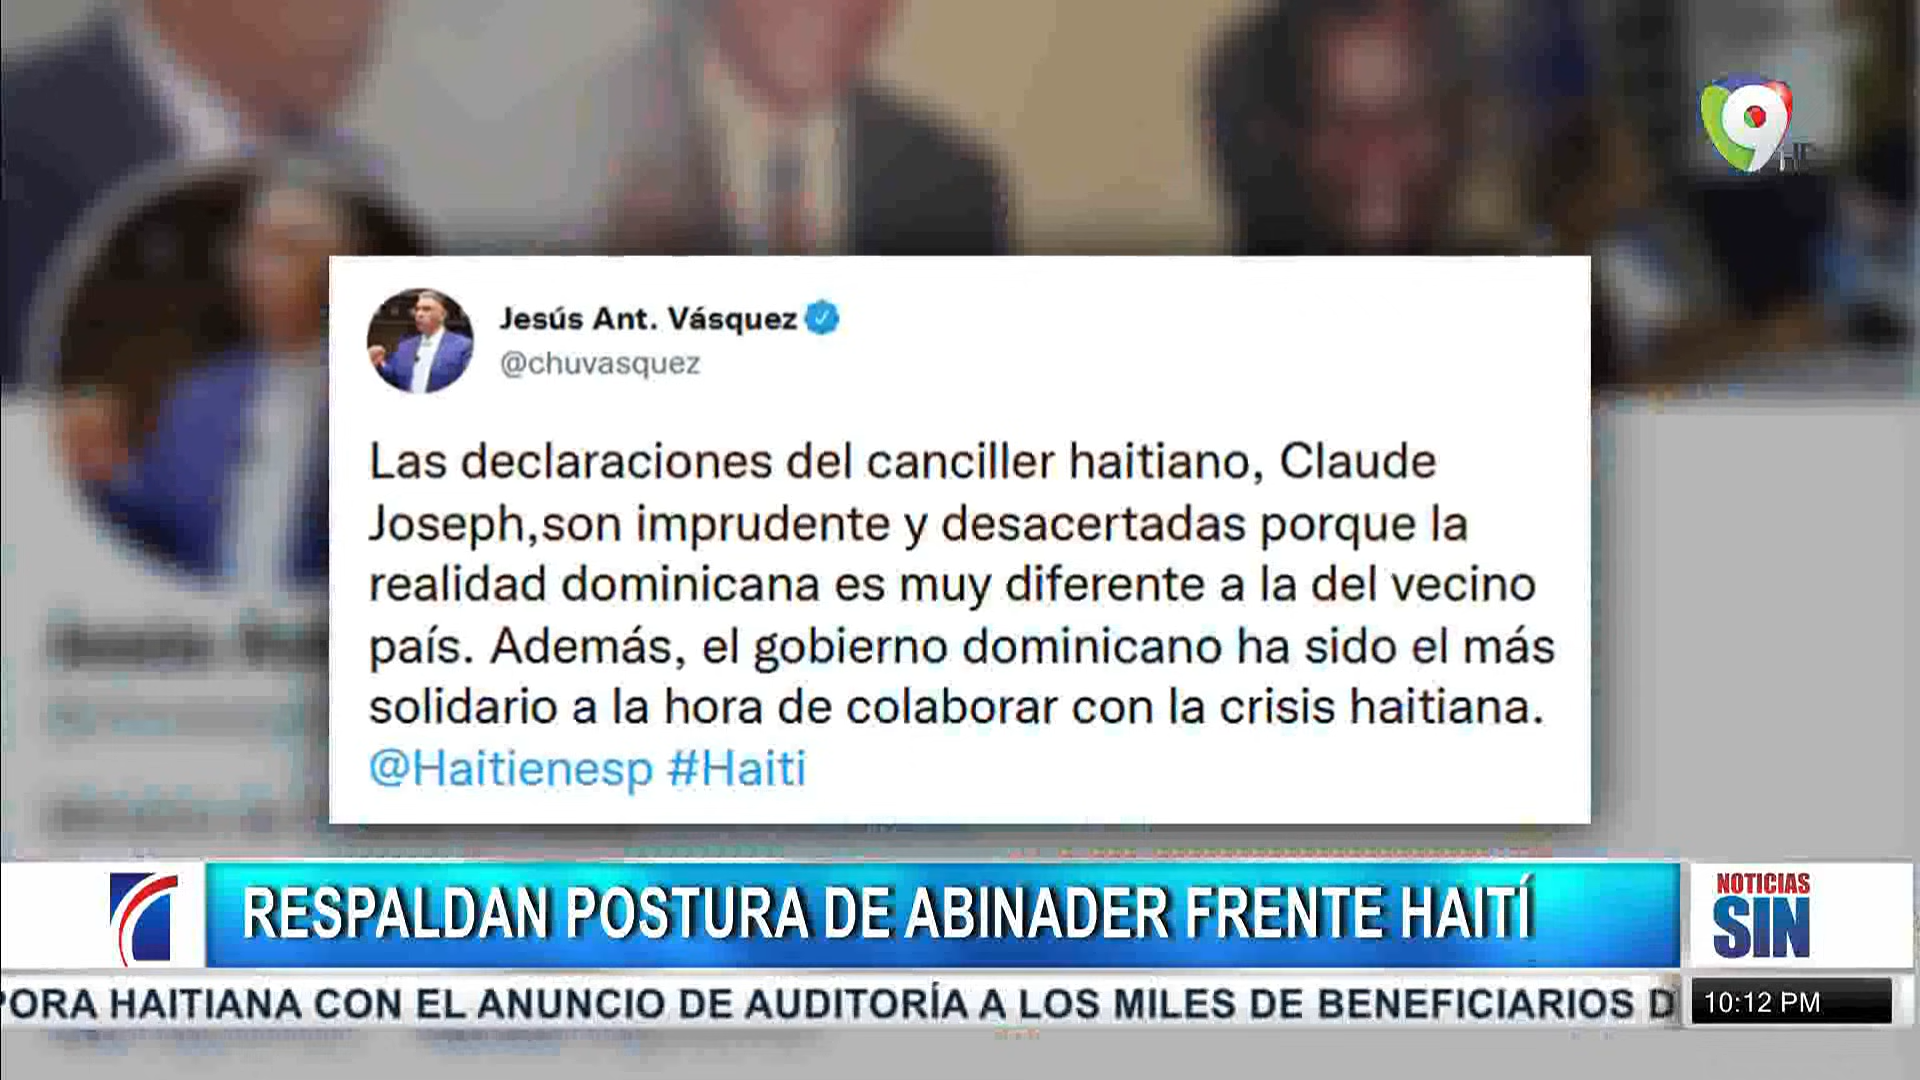 9
HD
Jesús Ant. Vásquez
@chuvasquez
Las declaraciones del canciller haitiano, Claude
Joseph,son imprudente y desacertadas porque la
realidad dominicana es muy diferente a la del vecino
país. Además, el gobierno dominicano ha sido el más
solidario a la hora de colaborar con la crisis haitiana.
@Haitienesp #Haiti
RESPALDAN POSTURA DE ABINADER FRENTE HAITÍ
NOTICIAS
SIN
PORA HAITIANA CON EL ANUNCIO DE AUDITORÍA A LOS MILES DE BENEFICIARIOS D
10:12 PM